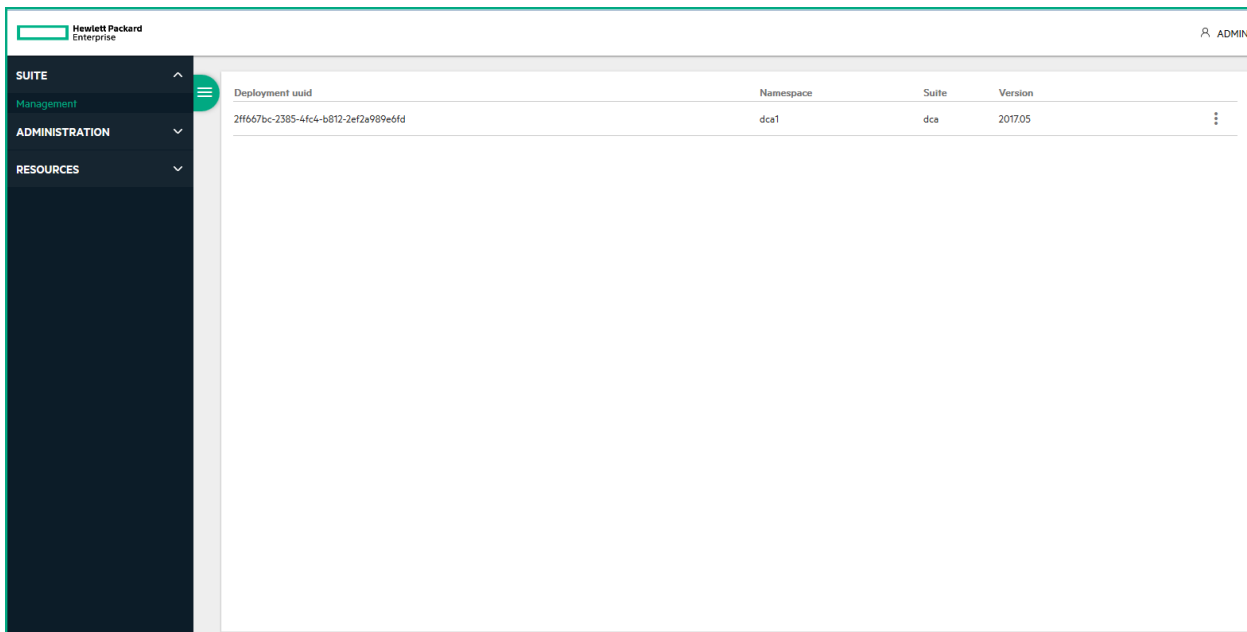 Hewlett Packard
Enterprise
ADMIN
SUITE
Management
ADMINISTRATION
RESOURCES
Deployment uuid Namespace Suite Version
2ff667bc-2385-4fc4-b812-2ef2a989e6fd dca1 dca 2017.05